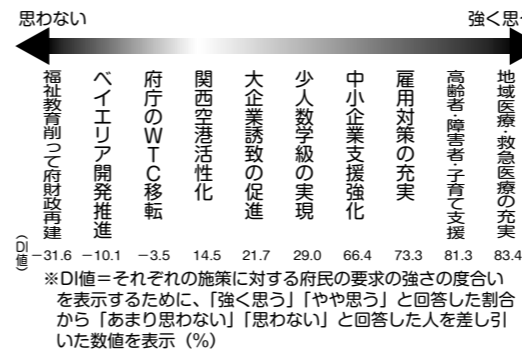 思わない
強く思う
福祉教育削って府財政再建
ベイエリア開発推進
府庁のWTC移転
関西空港活性化
大企業誘致の促進
少人数学級の実現
中小企業支援強化
雇用対策の充実
高齢者・障害者・子育て支援
地域医療・救急医療の充実
(DI値)
-31.6 -10.1 -3.5 14.5 21.7 29.0 66.4 73.3 81.3 83.4
※DI値=それぞれの施策に対する府民の要求の強さの度合い
を表示するために、「強く思う」「やや思う」と回答した割合
から「あまり思わない」「思わない」と回答した人を差し引
いた数値を表示(%)